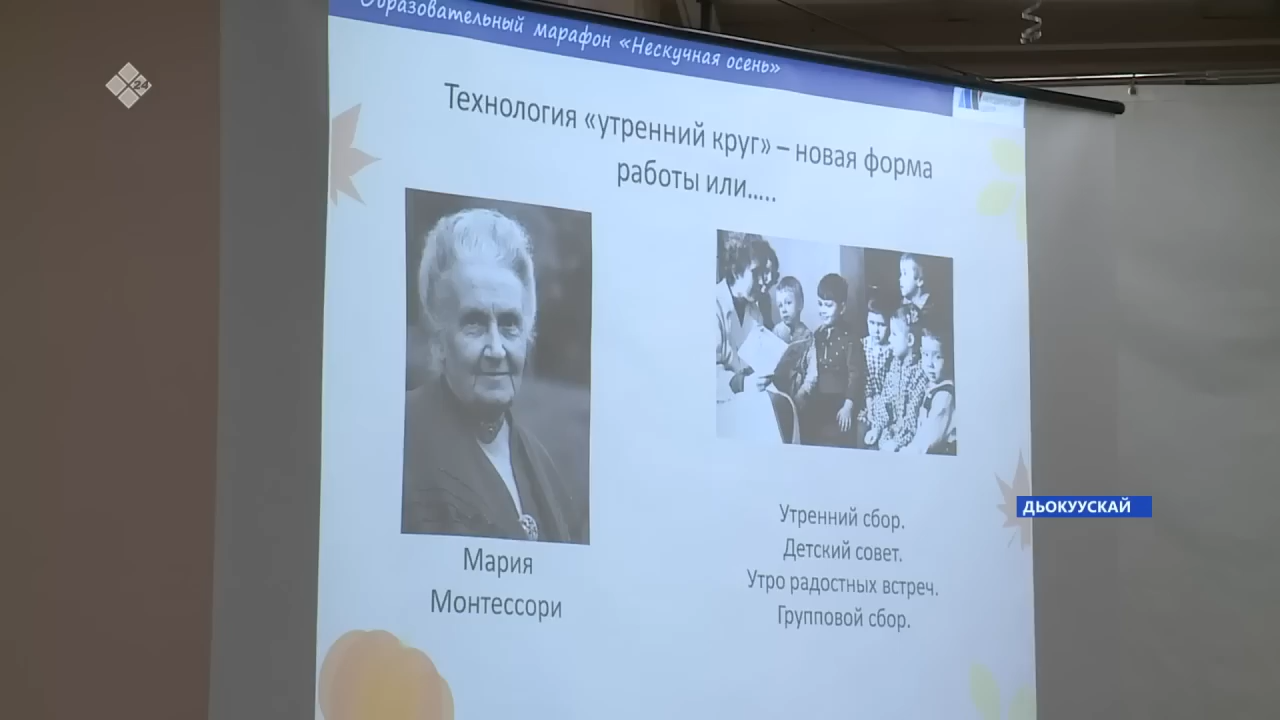 Образовательный марафон «Нескучная осень»
24
Технология «утренний круг» – новая форма
работы или.....
Мария
Монтессори
Утренний сбор.
Детский совет.
Утро радостных встреч.
Групповой сбор.
ДЬОКУУСКАЙ